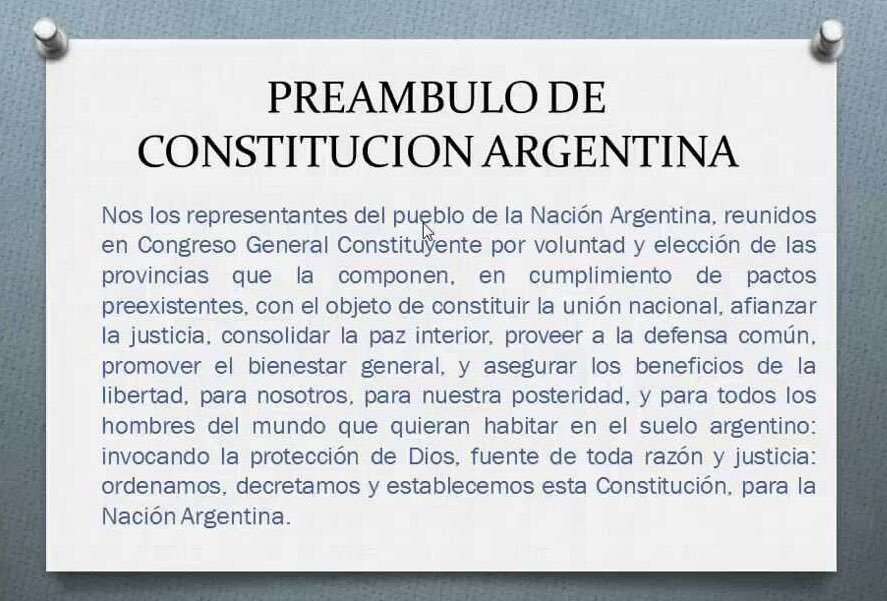 PREAMBULO DE
CONSTITUCION ARGENTINA
Nos los representantes del pueblo de la Nación Argentina, reunidos
en Congreso General Constituyente por voluntad y elección de las
provincias que la componen, en cumplimiento de pactos
preexistentes, con el objeto de constituir la unión nacional, afianzar
la justicia, consolidar la paz interior, proveer a la defensa común,
promover el bienestar general, y asegurar los beneficios de la
libertad, para nosotros, para nuestra posteridad, y para todos los
hombres del mundo que quieran habitar en el suelo argentino:
invocando la protección de Dios, fuente de toda razón y justicia:
ordenamos, decretamos y establecemos esta Constitución, para la
Nación Argentina.